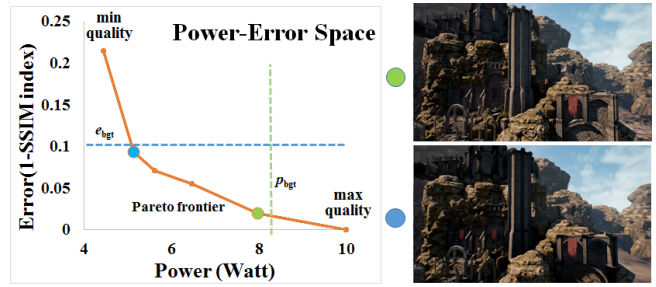 min
quality
Power-Error Space
0.25
0.2
0.15
0.1
0.05
0
e_bgt
p_bgt
Pareto frontier
max
quality
4
6
8
10
Error(1-SSIM index)
Power (Watt)